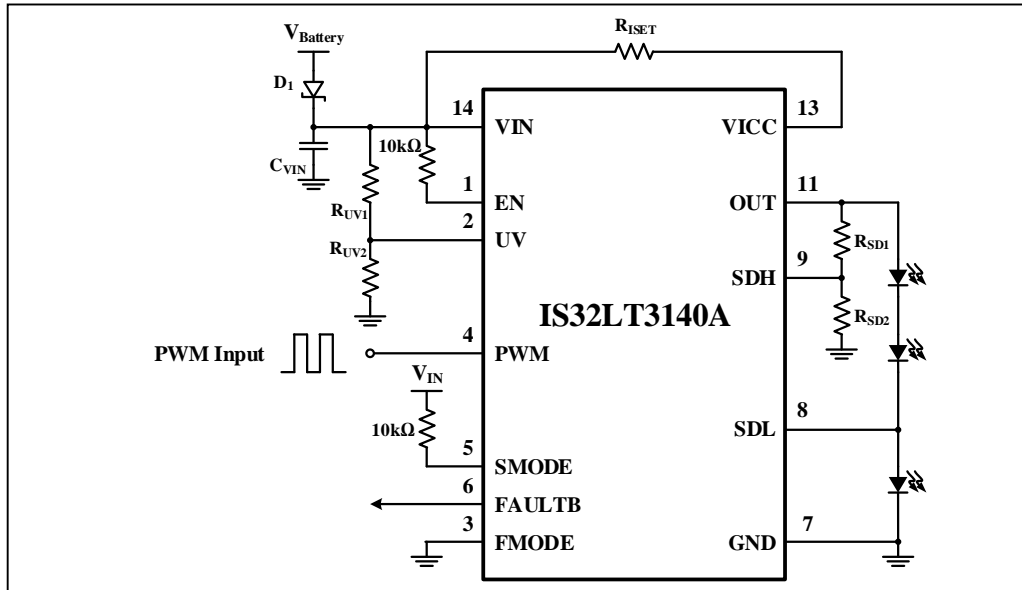 R_ISET
V_Battery
D_1
14
VIN
VICC
13
10kΩ
C_VIN
1
EN
OUT
11
R_UV1
2
UV
R_SD1
R_UV2
9
SDH
R_SD2
IS32LT3140A
4
PWM Input
PWM
V_IN
10kΩ
8
SDL
5
SMODE
6
FAULTB
3
FMODE
7
GND